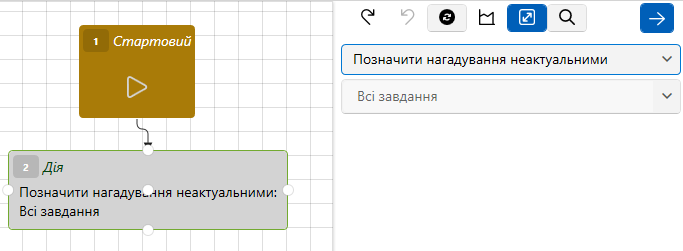 1 Стартовий
2 Дія
Позначити нагадування неактуальними:
Всі завдання
Позначити нагадування неактуальними
Всі завдання